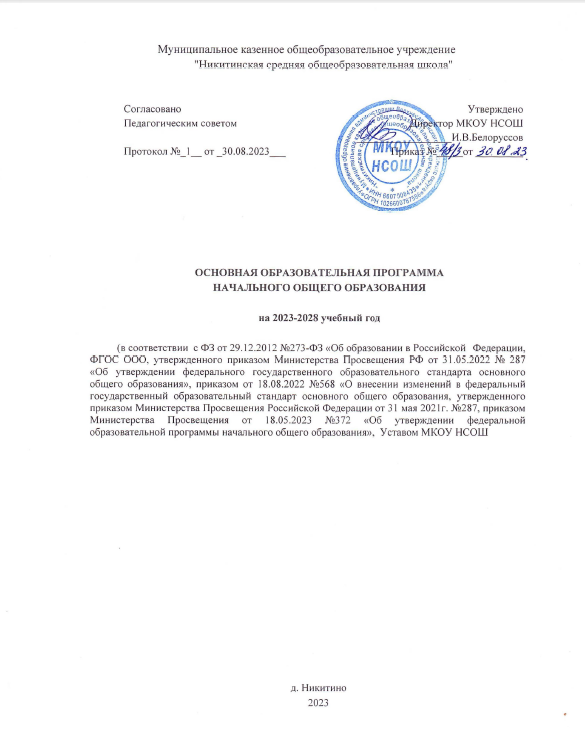 Муниципальное казенное общеобразовательное учреждение
"Никитинская средняя общеобразовательная школа"
Согласовано
Утверждено
Педагогическим советом
Директор МКОУ НСОШ
И.В.Белоруссов
Протокол №_1__ от _30.08.2023___
Приказ № 48/3 от 30.08.23
МКОУ
НСОШ
ОСНОВНАЯ ОБРАЗОВАТЕЛЬНАЯ ПРОГРАММА
НАЧАЛЬНОГО ОБЩЕГО ОБРАЗОВАНИЯ
на 2023-2028 учебный год
(в соответствии с ФЗ от 29.12.2012 №273-ФЗ «Об образовании в Российской Федерации,
ФГОС ООО, утвержденного приказом Министерства Просвещения РФ от 31.05.2022 № 287
«Об утверждении федерального государственного образовательного стандарта основного
общего образования», приказом от 18.08.2022 №568 «О внесении изменений в федеральный
государственный образовательный стандарт основного общего образования, утвержденного
приказом Министерства Просвещения Российской Федерации от 31 мая 2021г. №287, приказом
Министерства Просвещения от 18.05.2023 №372 «Об утверждении федеральной
образовательной программы начального общего образования», Уставом МКОУ НСОШ
д. Никитино
2023